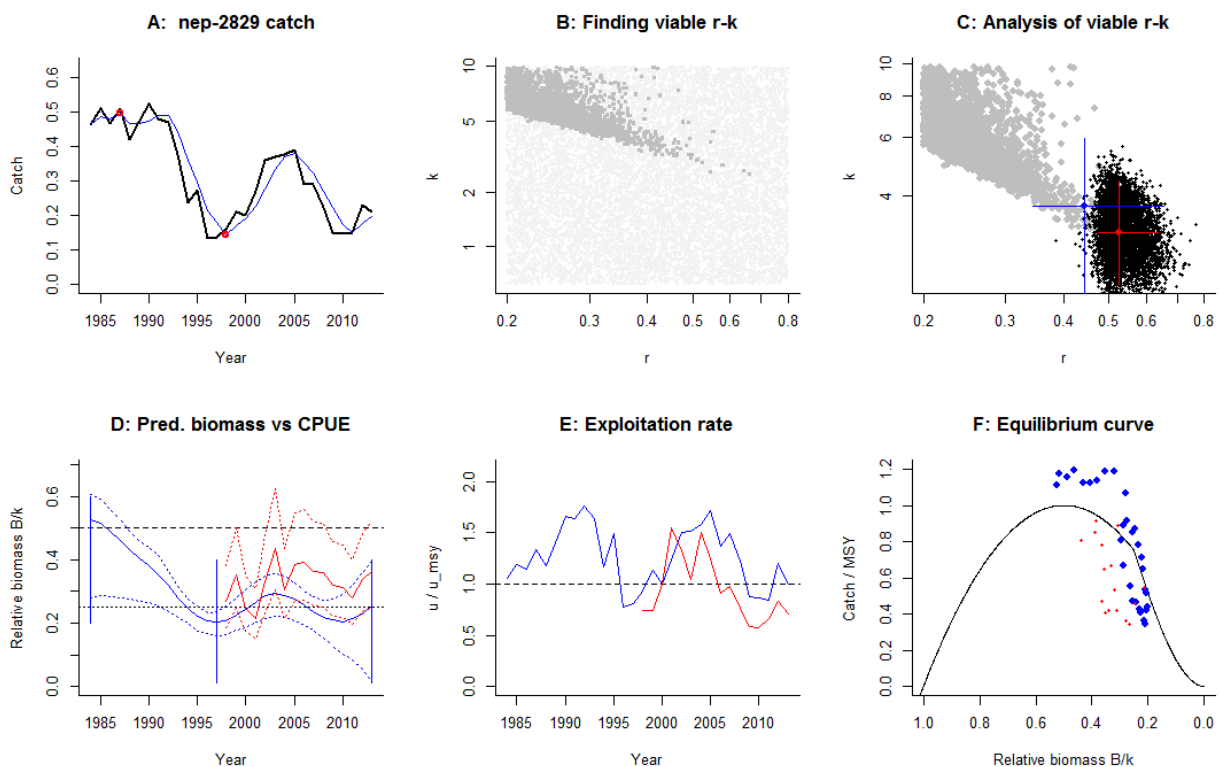 A: nep-2829 catch
Catch
0.0 0.1 0.2 0.3 0.4 0.5 0.6
1985 1990 1995 2000 2005 2010
Year
B: Finding viable r-k
k
1 2 5 10
0.2 0.3 0.4 0.5 0.6 0.8
r
C: Analysis of viable r-k
k
4 6 8 10
0.2 0.3 0.4 0.5 0.6 0.8
r
D: Pred. biomass vs CPUE
Relative biomass B/k
0.0 0.2 0.4 0.6
1985 1990 1995 2000 2005 2010
Year
E: Exploitation rate
u / u_msy
0.0 0.5 1.0 1.5 2.0
1985 1990 1995 2000 2005 2010
Year
F: Equilibrium curve
Catch / MSY
0.0 0.2 0.4 0.6 0.8 1.0 1.2
1.0 0.8 0.6 0.4 0.2 0.0
Relative biomass B/k